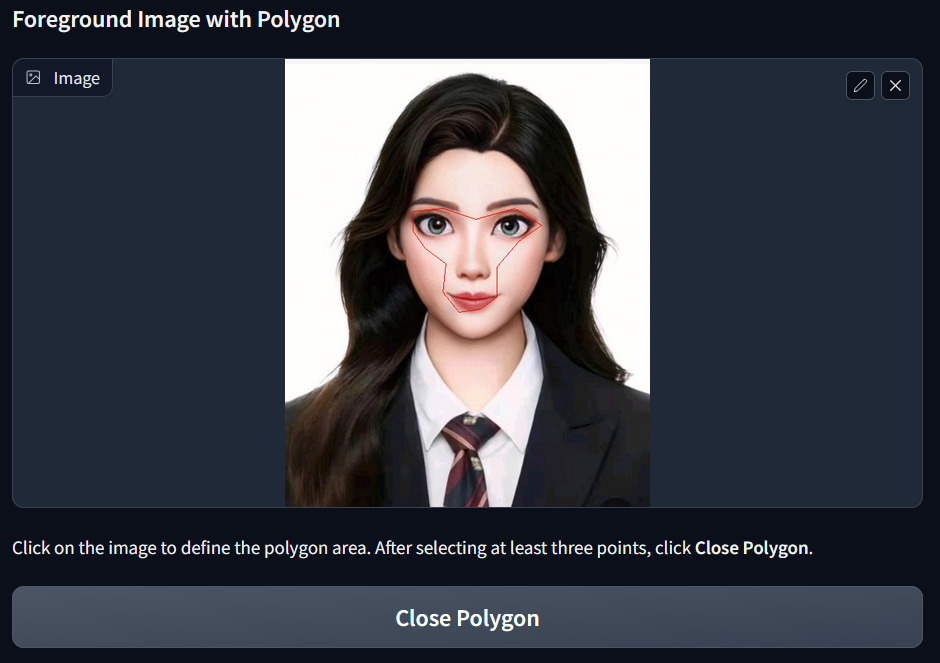 Foreground Image with Polygon
Image
Click on the image to define the polygon area. After selecting at least three points, click Close Polygon.
Close Polygon